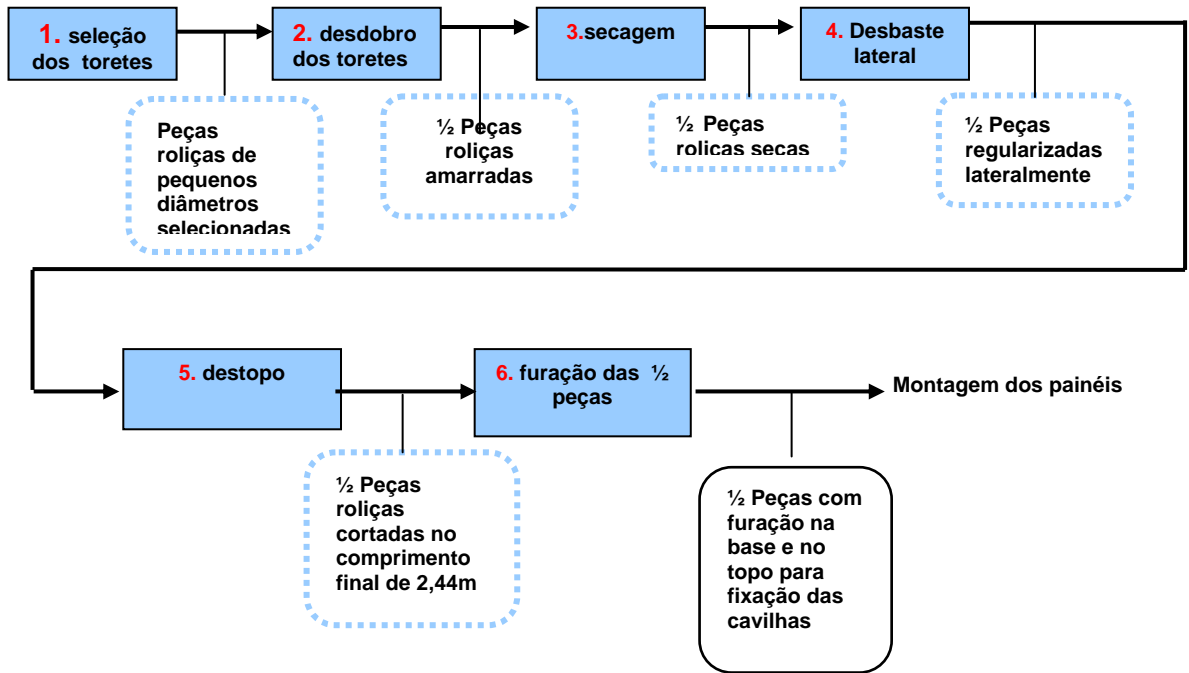 1. seleção
dos toretes
2. desdobro
dos toretes
3.secagem
4. Desbaste
lateral
Peças
roliças de
pequenos
diâmetros
selecionadas
½ Peças
roliças
amarradas
½ Peças
roliças secas
½ Peças
regularizadas
lateralmente
5. destopo
6. furação das ½
peças
Montagem dos painéis
½ Peças
roliças
cortadas no
comprimento
final de 2,44m
½ Peças com
furação na
base e no
topo para
fixação das
cavilhas